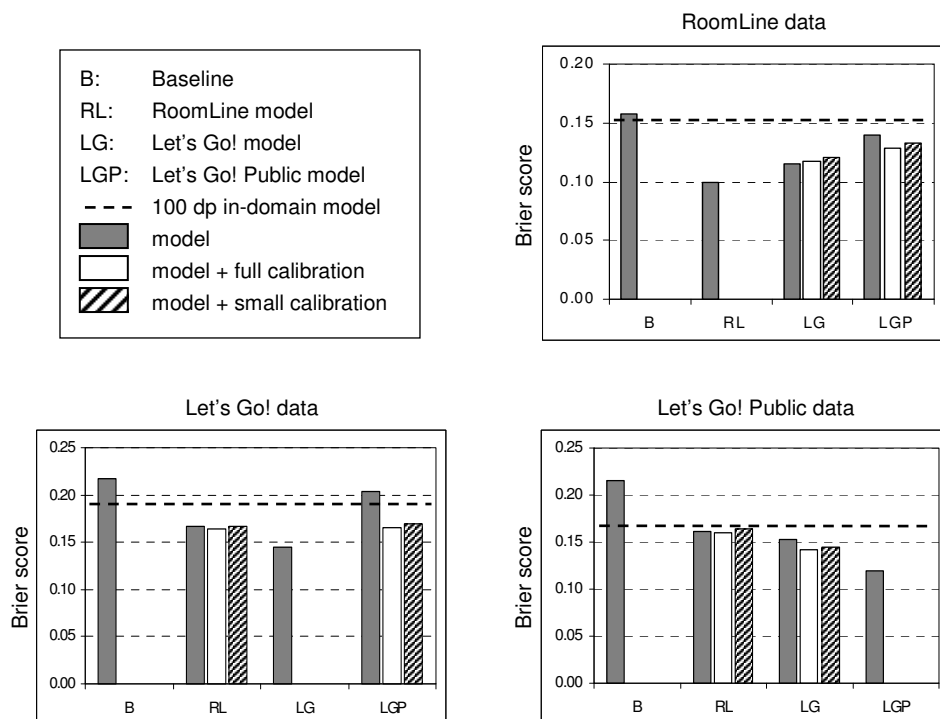 B: Baseline
RL: RoomLine model
LG: Let's Go! model
LGP: Let's Go! Public model
100 dp in-domain model
model
model + full calibration
model + small calibration
RoomLine data
Brier score
0.20
0.15
0.10
0.05
0.00
B RL LG LGP
Let's Go! data
Brier score
0.25
0.20
0.15
0.10
0.05
0.00
B RL LG LGP
Let's Go! Public data
Brier score
0.25
0.20
0.15
0.10
0.05
0.00
B RL LG LGP